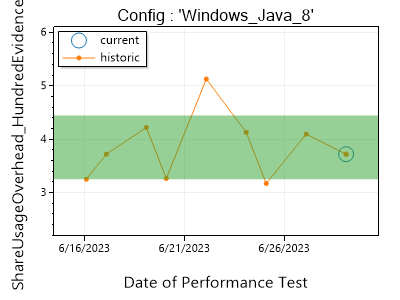 Config : 'Windows_Java_8'
current
historic
6
5
4
3
ShareUsageOverhead_HundredEvidence
6/16/2023
6/21/2023
6/26/2023
Date of Performance Test